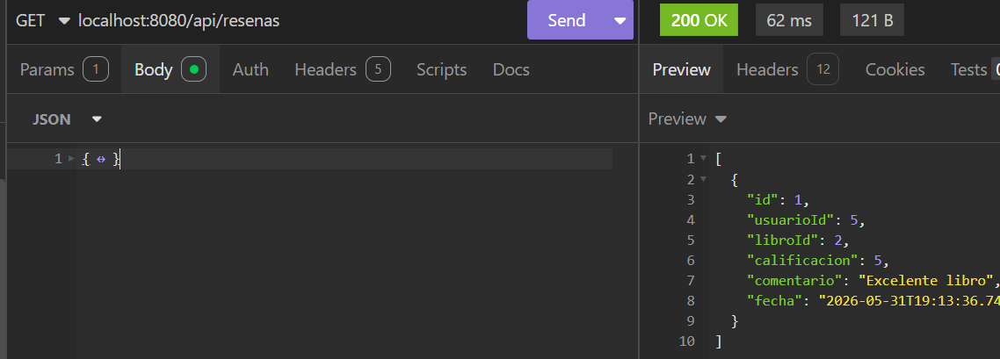 GET localhost:8080/api/resenas Send 200 OK 62 ms 121 B
Params 1 Body Auth Headers 5 Scripts Docs Preview Headers 12 Cookies Tests
JSON Preview
1 { ↔ }
1 [
2 {
3 "id": 1,
4 "usuarioId": 5,
5 "libroId": 2,
6 "calificacion": 5,
7 "comentario": "Excelente libro",
8 "fecha": "2026-05-31T19:13:36.74
9 }
10 ]